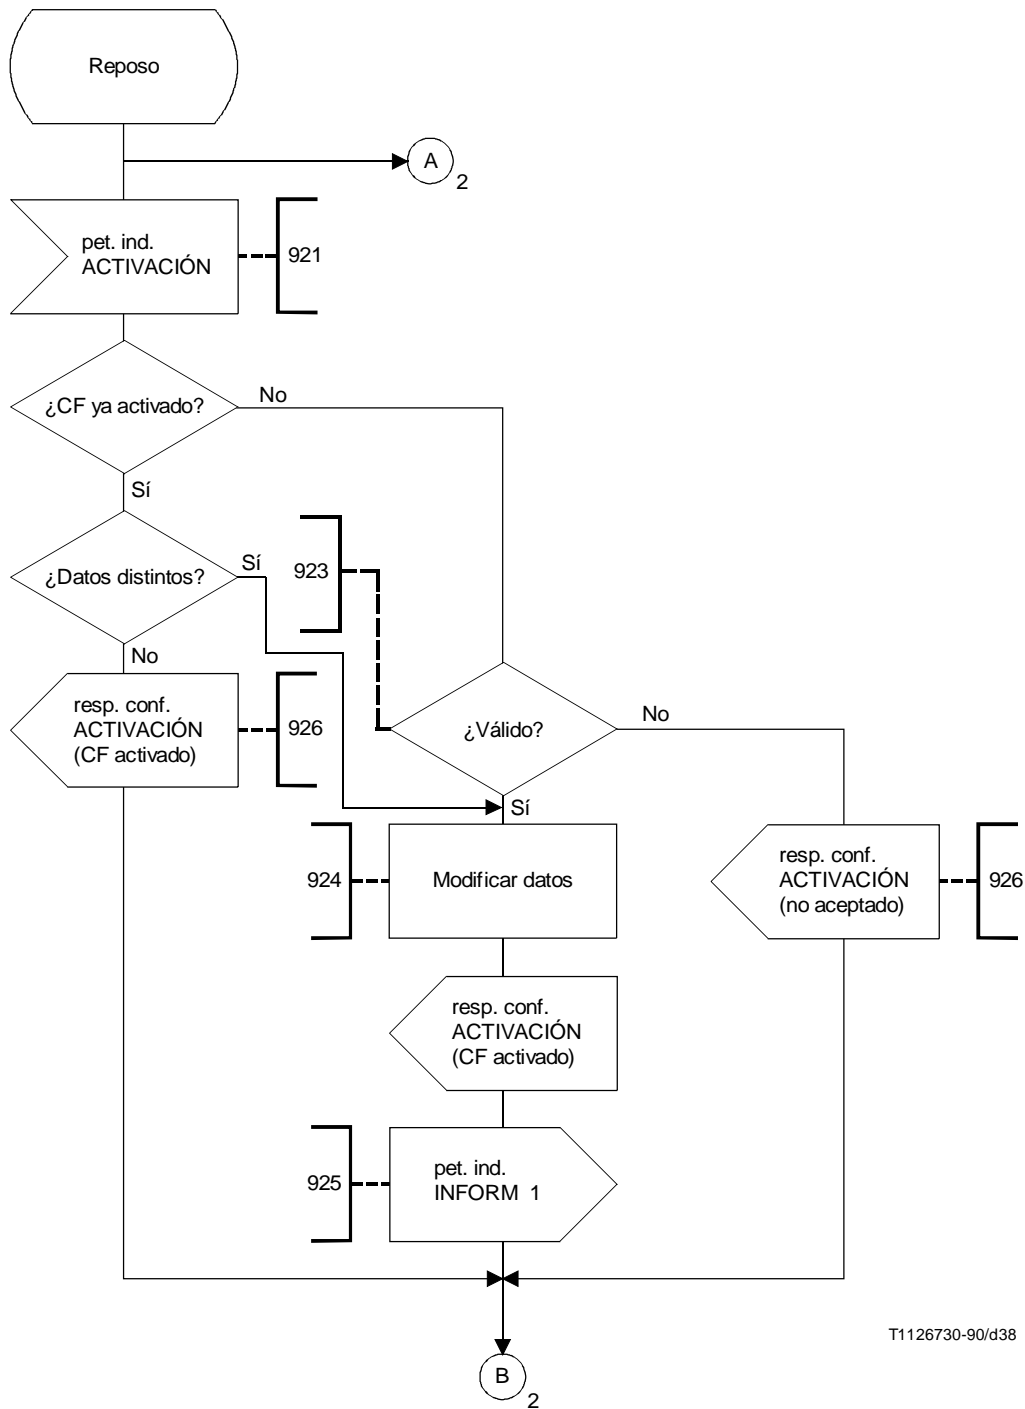 Reposo
A
2
pet. ind.
ACTIVACIÓN
921
¿CF ya activado?
No
Sí
¿Datos distintos?
Sí
923
No
resp. conf.
ACTIVACIÓN
(CF activado)
926
¿Válido?
No
Sí
924
Modificar datos
resp. conf.
ACTIVACIÓN
(no aceptado)
926
resp. conf.
ACTIVACIÓN
(CF activado)
925
pet. ind.
INFORM 1
T1126730-90/d38
B
2